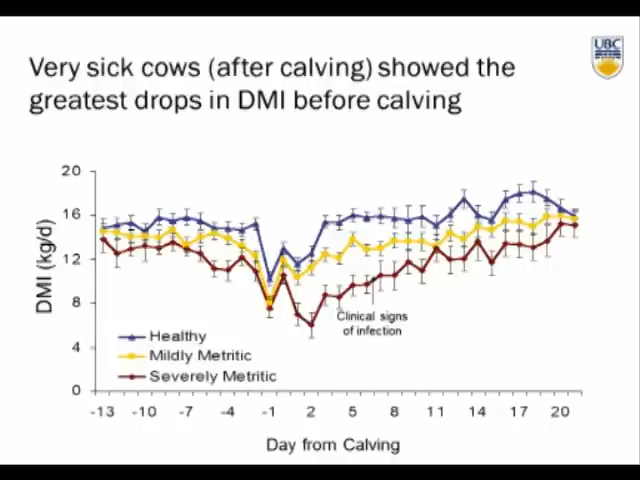 Very sick cows (after calving) showed the
greatest drops in DMI before calving
UBC
20
16
12
8
4
0
DMI (kg/d)
Clinical signs
of infection
Healthy
Mildly Metritic
Severely Metritic
-13 -10 -7 -4 -1 2 5 8 11 14 17 20
Day from Calving